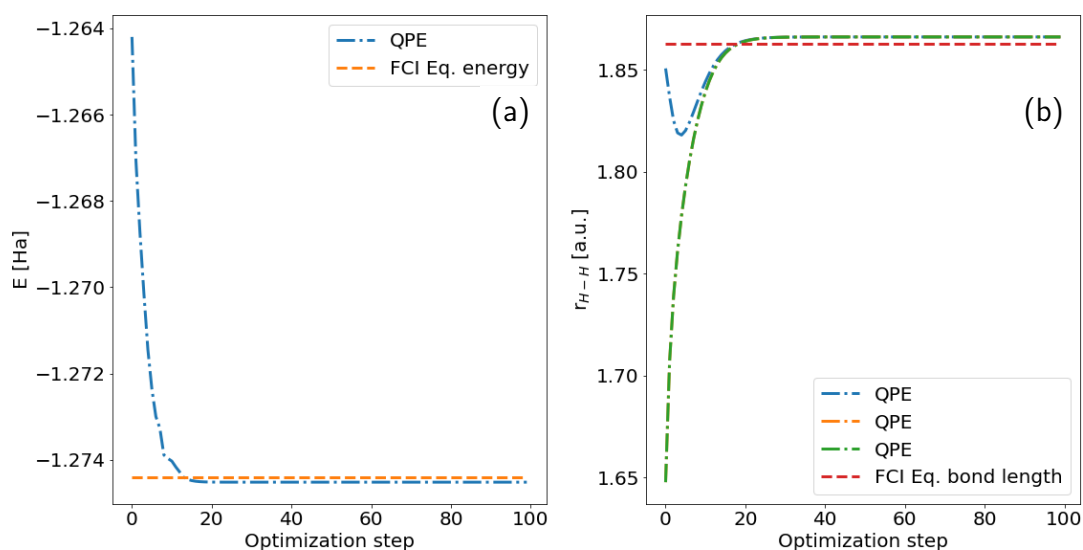 −1.264
−1.266
−1.268
−1.270
−1.272
−1.274
E [Ha]
0 20 40 60 80 100
Optimization step
QPE
FCI Eq. energy
(a)
1.85
1.80
1.75
1.70
1.65
r_{H−H} [a.u.]
0 20 40 60 80 100
Optimization step
(b)
QPE
QPE
QPE
FCI Eq. bond length